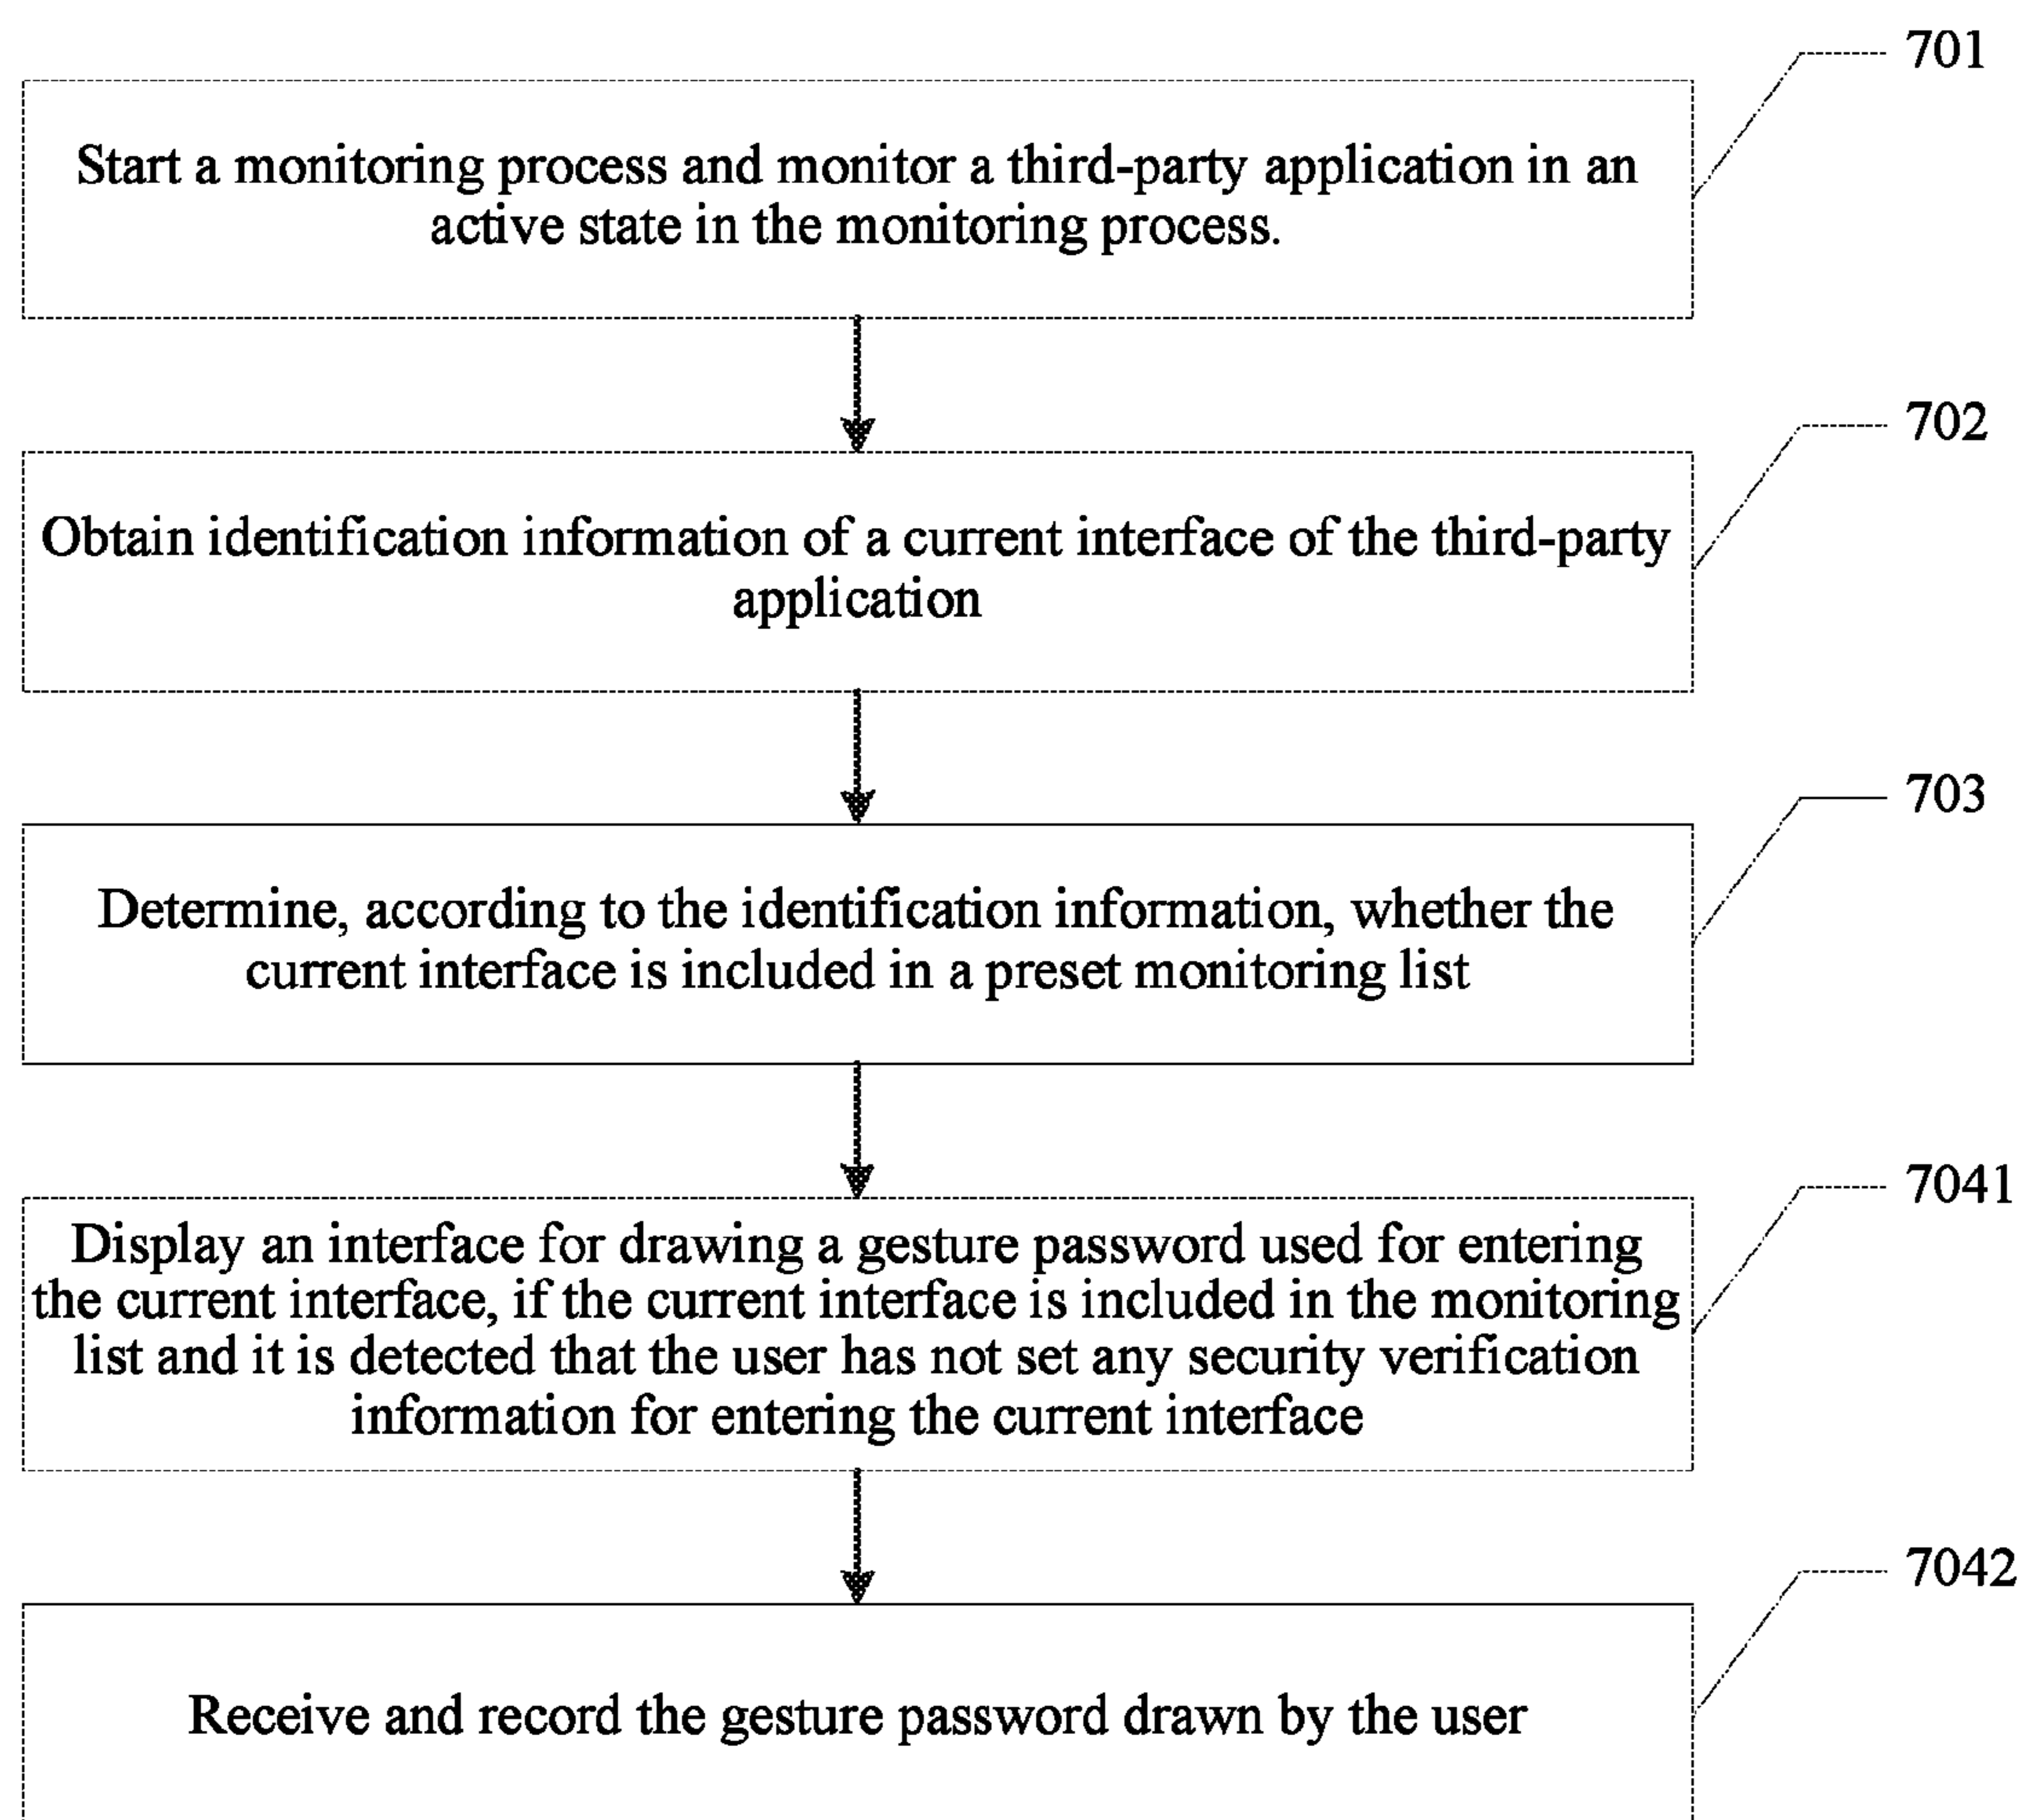 701
Start a monitoring process and monitor a third-party application in an
active state in the monitoring process.
702
Obtain identification information of a current interface of the third-party
application
703
Determine, according to the identification information, whether the
current interface is included in a preset monitoring list
7041
Display an interface for drawing a gesture password used for entering
the current interface, if the current interface is included in the monitoring
list and it is detected that the user has not set any security verification
information for entering the current interface
7042
Receive and record the gesture password drawn by the user